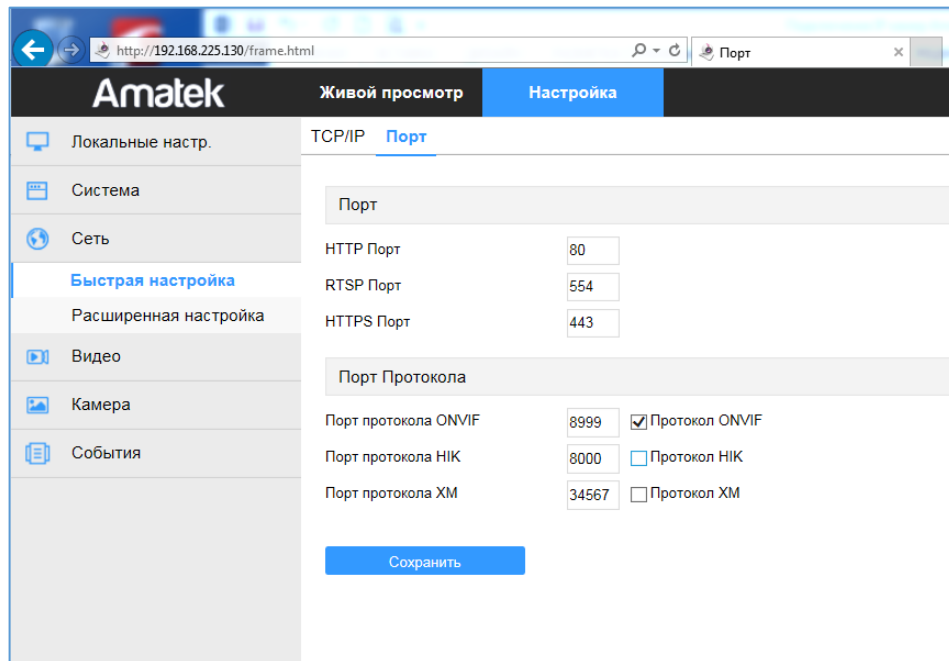 http://192.168.225.130/frame.html
Порт
Amatek
Живой просмотр
Настройка
Локальные настр.
Система
Сеть
Быстрая настройка
Расширенная настройка
Видео
Камера
События
TCP/IP Порт
Порт
HTTP Порт 80
RTSP Порт 554
HTTPS Порт 443
Порт Протокола
Порт протокола ONVIF 8999 Протокол ONVIF
Порт протокола HIK 8000 Протокол HIK
Порт протокола XM 34567 Протокол XM
Сохранить